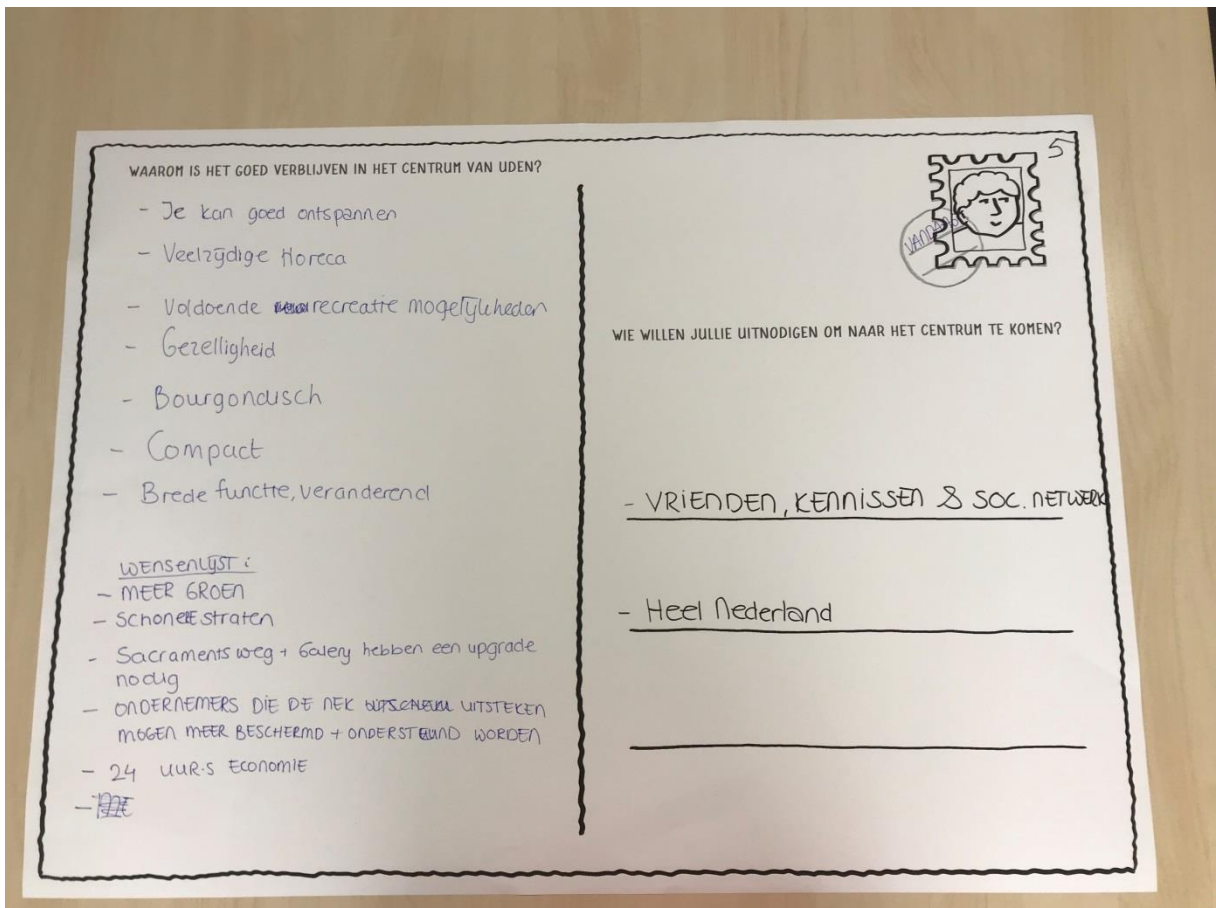 WAAROM IS HET GOED VERBLIJVEN IN HET CENTRUM VAN UDEN?
- Je kan goed ontspannen
- Veelzijdige Horeca
- Voldoende recreatie mogelijkheden
- Gezelligheid
- Bourgondisch
- Compact
- Brede functie, veranderend
WENSENLIJST:
- MEER GROEN
- Schonere straten
- Sacramentsweg + Galery hebben een upgrade
nodig
- ONDERNEMERS DIE DE NEK UITSTEKEN
MOGEN MEER BESCHERMD + ONDERSTEUND WORDEN
- 24 UUR.S ECONOMIE
5
WIE WILLEN JULLIE UITNODIGEN OM NAAR HET CENTRUM TE KOMEN?
- VRIENDEN, KENNISSEN & SOC. NETWERK
- Heel Nederland